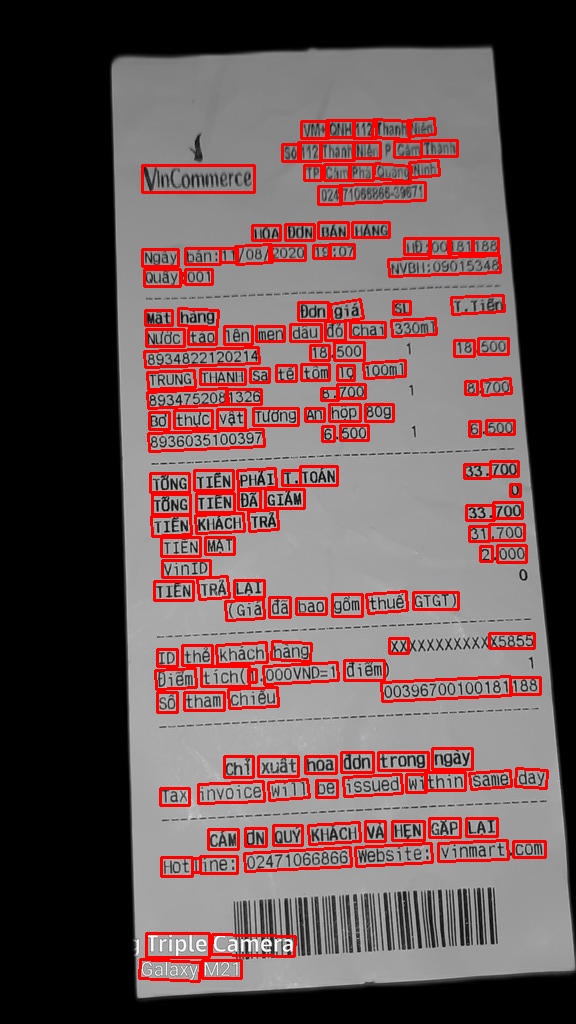 VinCommerce
VM+ QNH 112 Thanh Niên
Số 112 Thanh Niên P Cẩm Thành
TP Cẩm Phả Quảng Ninh
024 71066866-39671
HÓA ĐƠN BÁN HÀNG
Ngày bán:11/08/2020 19:07 HĐ:00181188
Quầy:001 NVBH:09015348
Mặt hàng Đơn giá SL T.Tiền
Nước táo lên men dâu đỏ chai 330ml
8934822120214 18.500 1 18.500
TRUNG THANH sa tế tôm lọ 100ml
8934752081326 8.700 1 8.700
Bơ thực vật Tường An hộp 80g
8936035100397 6.500 1 6.500
TỔNG TIỀN PHẢI T.TOÁN 33.700
TỔNG TIỀN ĐÃ GIẢM 0
TIỀN KHÁCH TRẢ 33.700
TIỀN MẶT 31.700
VinID 2.000
TIỀN TRẢ LẠI 0
(Giá đã bao gồm thuế GTGT)
ID thẻ khách hàng XXXXXXXXXXXX5855
Điểm tích(1.000VND=1 điểm) 1
Số tham chiếu 00396700100181188
Chỉ xuất hóa đơn trong ngày
Tax invoice will be issued within same day
CẢM ƠN QUÝ KHÁCH VÀ HẸN GẶP LẠI
Hotline: 02471066866 Website: vinmart.com
g Triple Camera
Galaxy M21